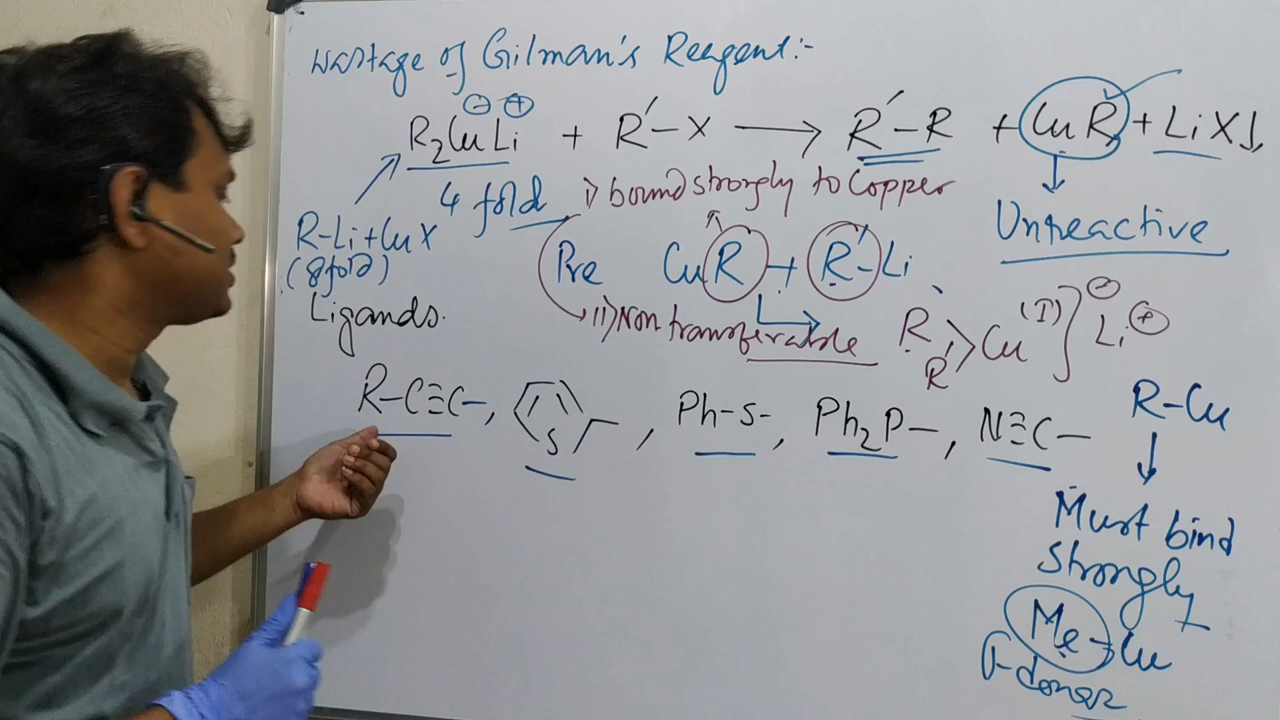 Wastage of Gilman's Reagent:-
⊖ ⊕
R₂CuLi + R′-X ⟶ R′-R + CuR + LiX↓
4 fold i) bound strongly to Copper
Unreactive
R-Li + CuX
(8 fold)
Pre CuR + R′-Li
Ligands.
ii) Non transferable
R, R′ > Cu (I) ] ⊖ Li ⊕
R-C≡C-, S, Ph-S-, Ph₂P-, N≡C-
R-Cu
↓
Must bind
strongly
Me-Cu
σ-donor